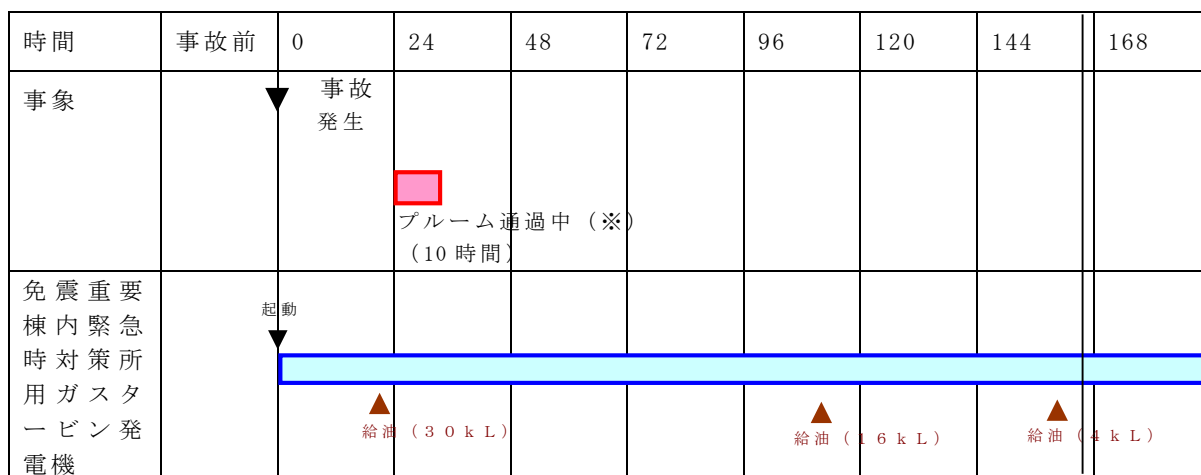 時間 事故前 0 24 48 72 96 120 144 168
事象
事故
発生
プルーム通過中（※）
（10 時間）
免震重要
棟内緊急
時対策所
用ガスタ
ービン発
電機
起動
給油（３０ｋＬ）
給油（１６ｋＬ）
給油（４ｋＬ）